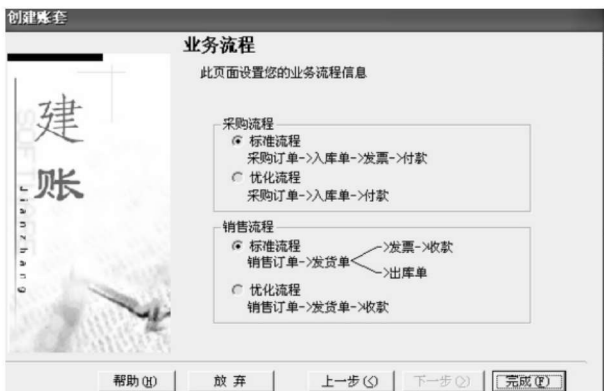 创建账套
业务流程
此页面设置您的业务流程信息
建
账
Jianzhang
采购流程
标准流程
采购订单->入库单->发票->付款
优化流程
采购订单->入库单->付款
销售流程
标准流程
->发票->收款
销售订单->发货单
->出库单
优化流程
销售订单->发货单->收款
帮助(H) 放 弃 上一步(<) 下一步(>) 完成(F)